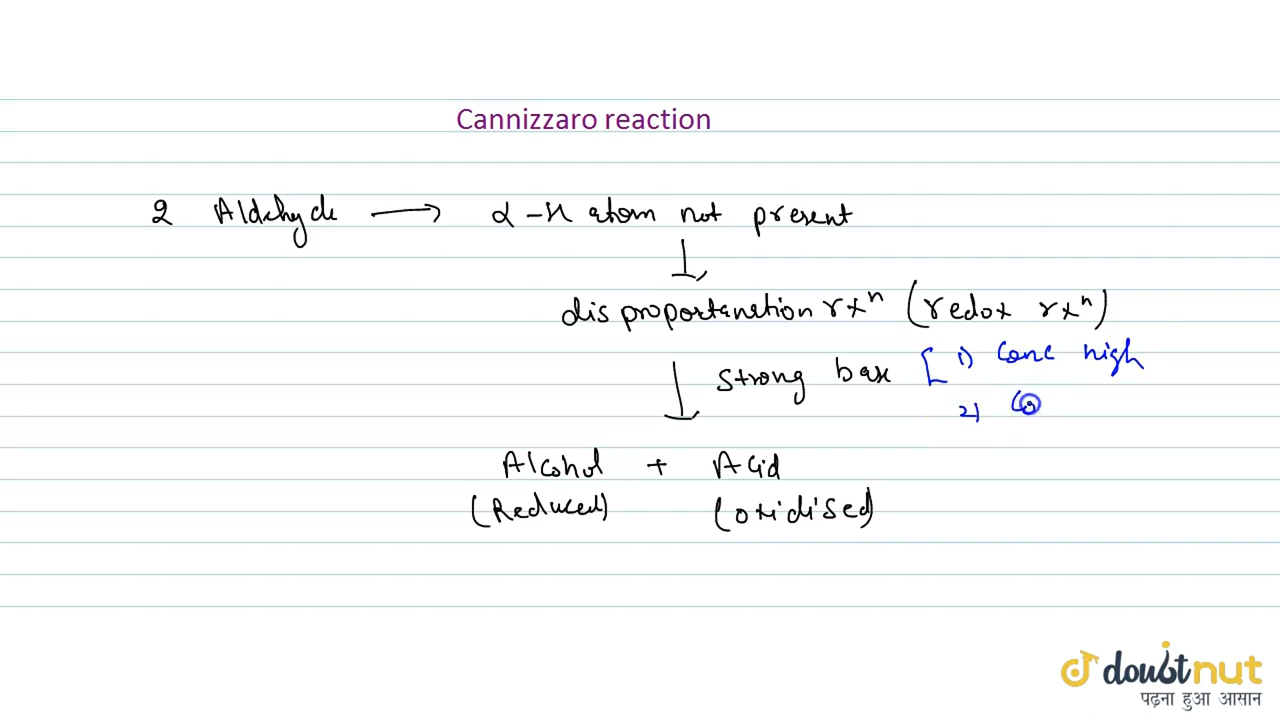 Cannizzaro reaction
2 Aldehyde → α-H atom not present
disproportanation rxⁿ (redox rxⁿ)
strong base [ 1) conc high
2)
Alcohol + Acid
(Reduced) (oxidised)
doubtnut
पढ़ना हुआ आसान